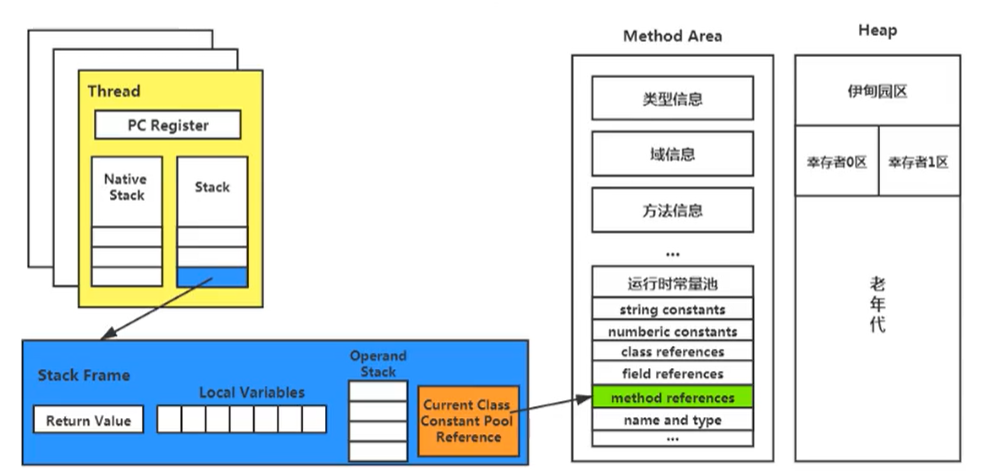 Thread
PC Register
Native
Stack
Stack
Stack Frame
Return Value
Local Variables
Operand
Stack
Current Class
Constant Pool
Reference
Method Area
类型信息
域信息
方法信息
...
运行时常量池
string constants
numberic constants
class references
field references
method references
name and type
...
Heap
伊甸园区
幸存者0区
幸存者1区
老
年
代